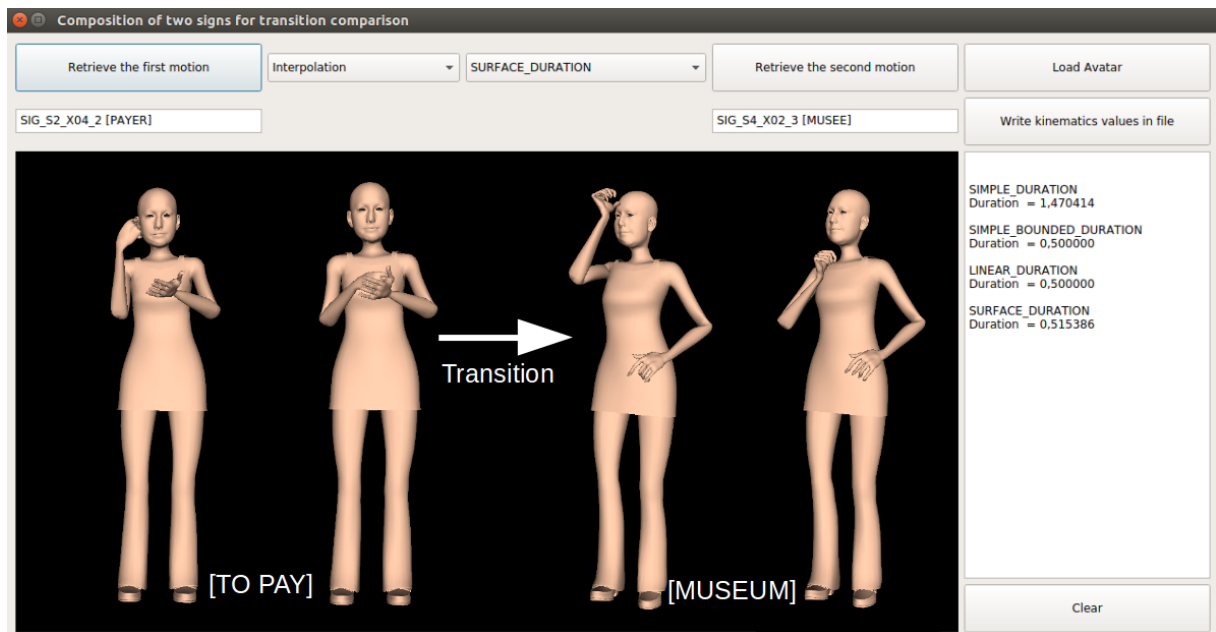 Composition of two signs for transition comparison
Retrieve the first motion
Interpolation
SURFACE_DURATION
Retrieve the second motion
Load Avatar
SIG_S2_X04_2 [PAYER]
SIG_S4_X02_3 [MUSEE]
Write kinematics values in file
SIMPLE_DURATION
Duration = 1,470414
SIMPLE_BOUNDED_DURATION
Duration = 0,500000
LINEAR_DURATION
Duration = 0,500000
SURFACE_DURATION
Duration = 0,515386
Transition
[TO PAY]
[MUSEUM]
Clear